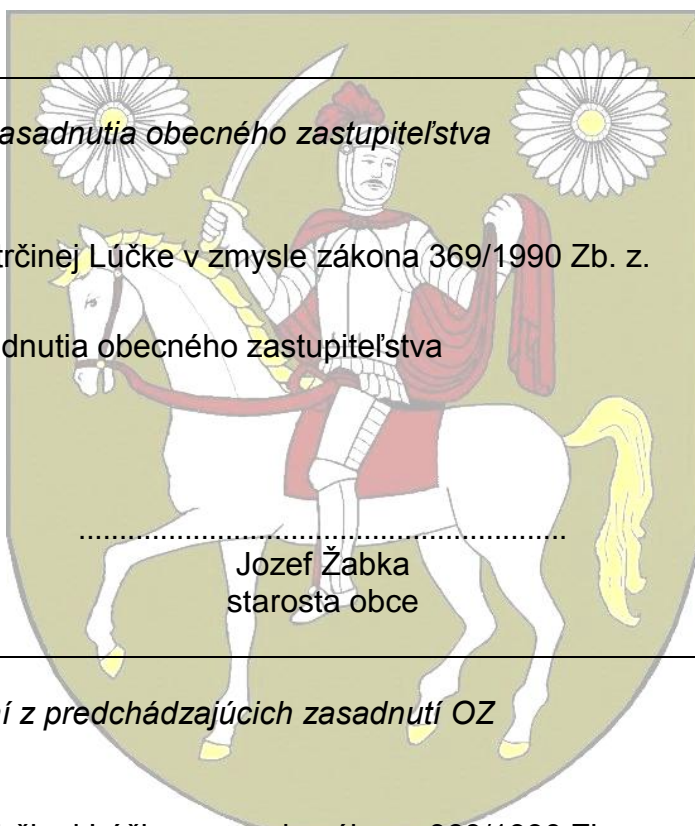 asadnutia obecného zastupiteľstva
trčinej Lúčke v zmysle zákona 369/1990 Zb. z.
dnutia obecného zastupiteľstva
............................................................
Jozef Žabka
starosta obce
í z predchádzajúcich zasadnutí OZ